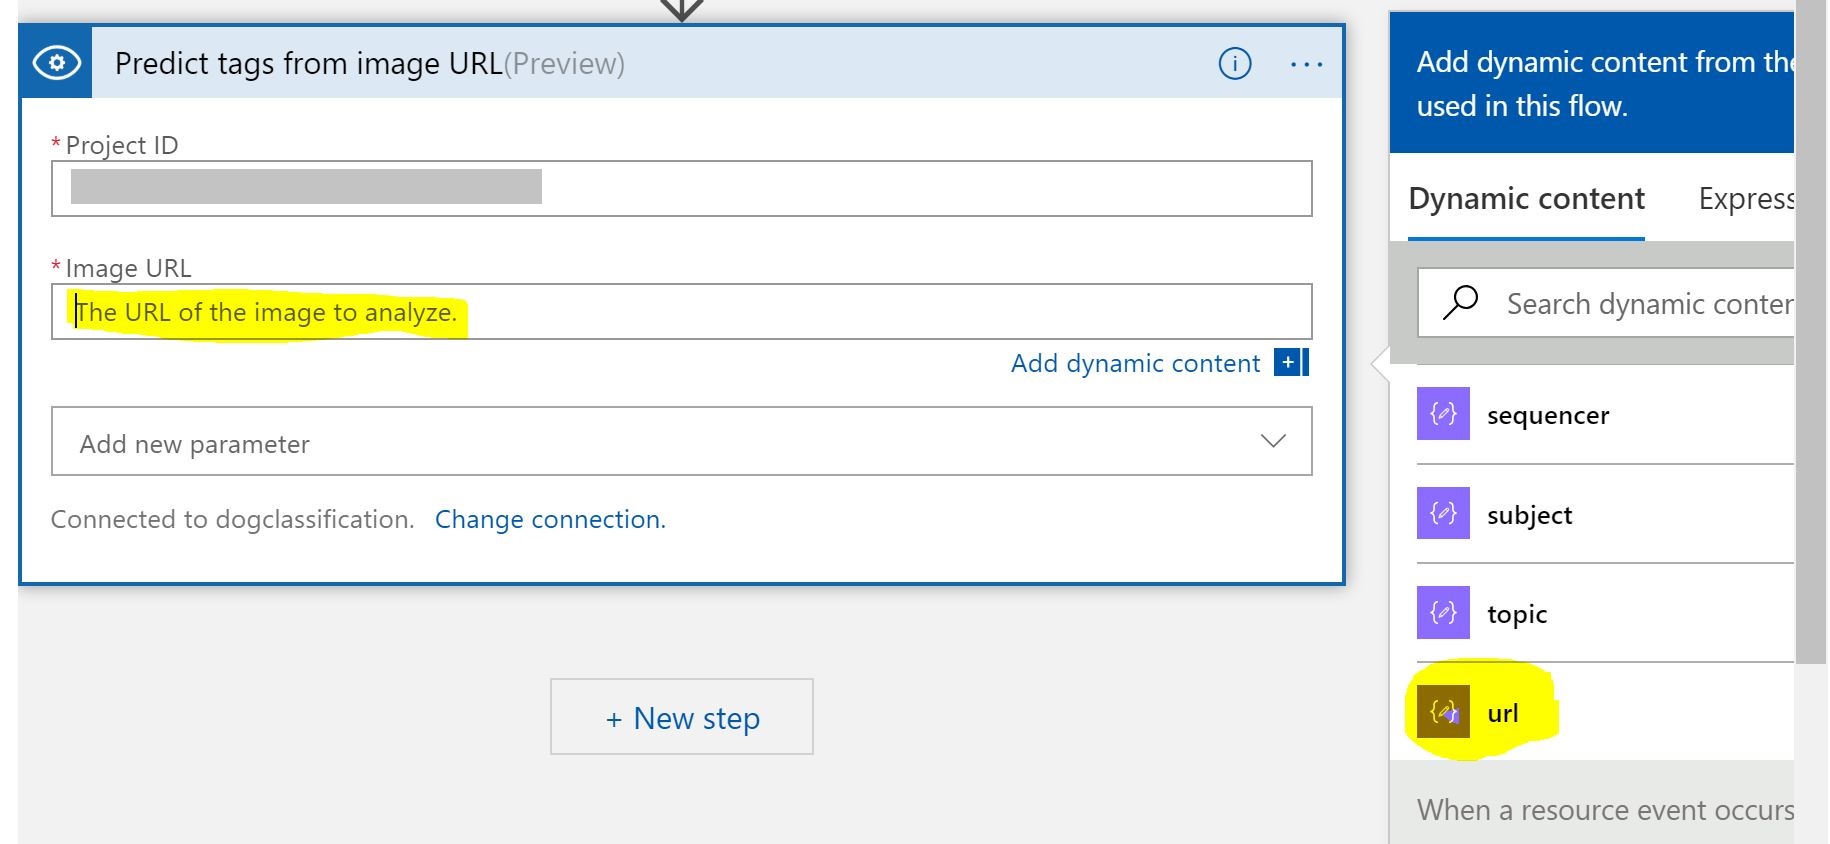 Predict tags from image URL(Preview)
* Project ID
* Image URL
The URL of the image to analyze.
Add dynamic content
Add new parameter
Connected to dogclassification. Change connection.
+ New step
Add dynamic content from the
used in this flow.
Dynamic content Express
Search dynamic conten
sequencer
subject
topic
url
When a resource event occurs